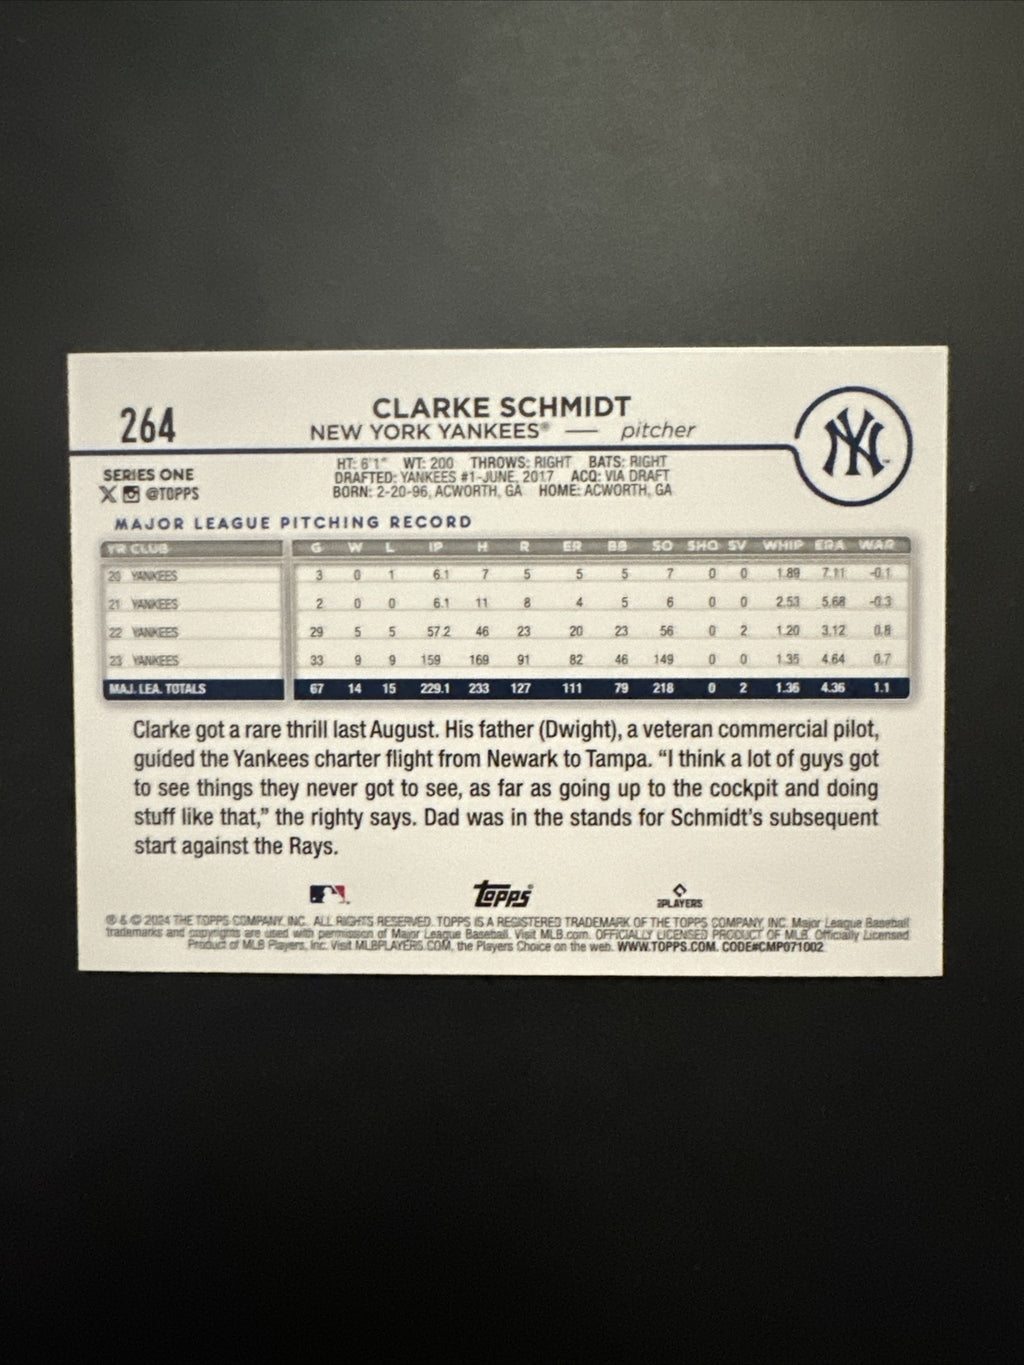 264
CLARKE SCHMIDT
NEW YORK YANKEES® — pitcher
NY
SERIES ONE
@TOPPS
HT: 6'1" WT: 200 THROWS: RIGHT BATS: RIGHT
DRAFTED: YANKEES #1-JUNE, 2017 ACQ: VIA DRAFT
BORN: 2-20-96, ACWORTH, GA HOME: ACWORTH, GA
MAJOR LEAGUE PITCHING RECORD
YR CLUB G W L IP H R ER BB SO SHO SV WHIP ERA WAR
20 YANKEES 3 0 1 6.1 7 5 5 5 7 0 0 1.89 7.11 -0.1
21 YANKEES 2 0 0 6.1 11 8 4 5 6 0 0 2.53 5.68 -0.3
22 YANKEES 29 5 5 57.2 46 23 20 23 56 0 2 1.20 3.12 0.8
23 YANKEES 33 9 9 159 169 91 82 46 149 0 0 1.35 4.64 0.7
MAJ. LEA. TOTALS 67 14 15 229.1 233 127 111 79 218 0 2 1.36 4.36 1.1
Clarke got a rare thrill last August. His father (Dwight), a veteran commercial pilot,
guided the Yankees charter flight from Newark to Tampa. “I think a lot of guys got
to see things they never got to see, as far as going up to the cockpit and doing
stuff like that,” the righty says. Dad was in the stands for Schmidt's subsequent
start against the Rays.
Topps® PLAYERS
® & © 2024 THE TOPPS COMPANY, INC. ALL RIGHTS RESERVED. TOPPS IS A REGISTERED TRADEMARK OF THE TOPPS COMPANY, INC. Major League Baseball
trademarks and copyrights are used with permission of Major League Baseball. Visit MLB.com. OFFICIALLY LICENSED PRODUCT OF MLB. Officially Licensed
Product of MLB Players, Inc. Visit MLBPLAYERS.COM, the Players Choice on the web. WWW.TOPPS.COM. CODE#CMP071002